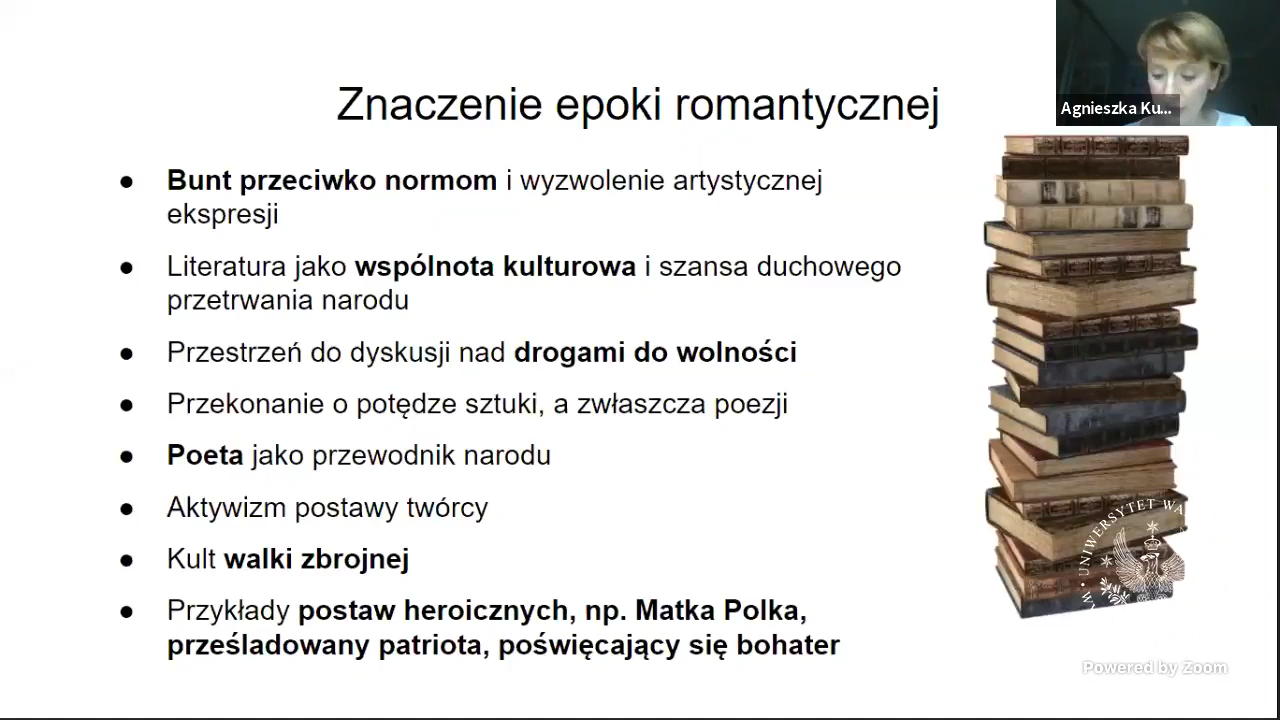 Agnieszka Ku...
Znaczenie epoki romantycznej
● Bunt przeciwko normom i wyzwolenie artystycznej
ekspresji
● Literatura jako wspólnota kulturowa i szansa duchowego
przetrwania narodu
● Przestrzeń do dyskusji nad drogami do wolności
● Przekonanie o potędze sztuki, a zwłaszcza poezji
● Poeta jako przewodnik narodu
● Aktywizm postawy twórcy
● Kult walki zbrojnej
● Przykłady postaw heroicznych, np. Matka Polka,
prześladowany patriota, poświęcający się bohater
UNIWERSYTET WA
Powered by Zoom